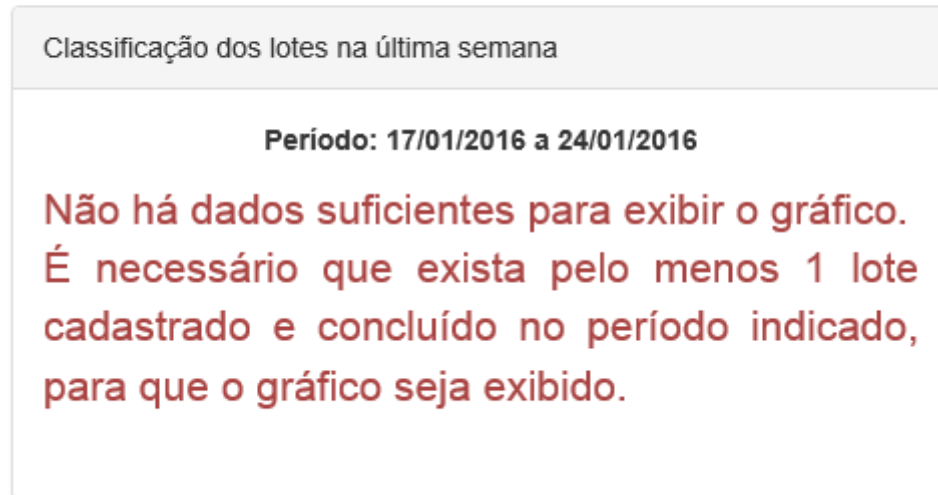 Classificação dos lotes na última semana
Período: 17/01/2016 a 24/01/2016
Não há dados suficientes para exibir o gráfico.
É necessário que exista pelo menos 1 lote
cadastrado e concluído no período indicado,
para que o gráfico seja exibido.